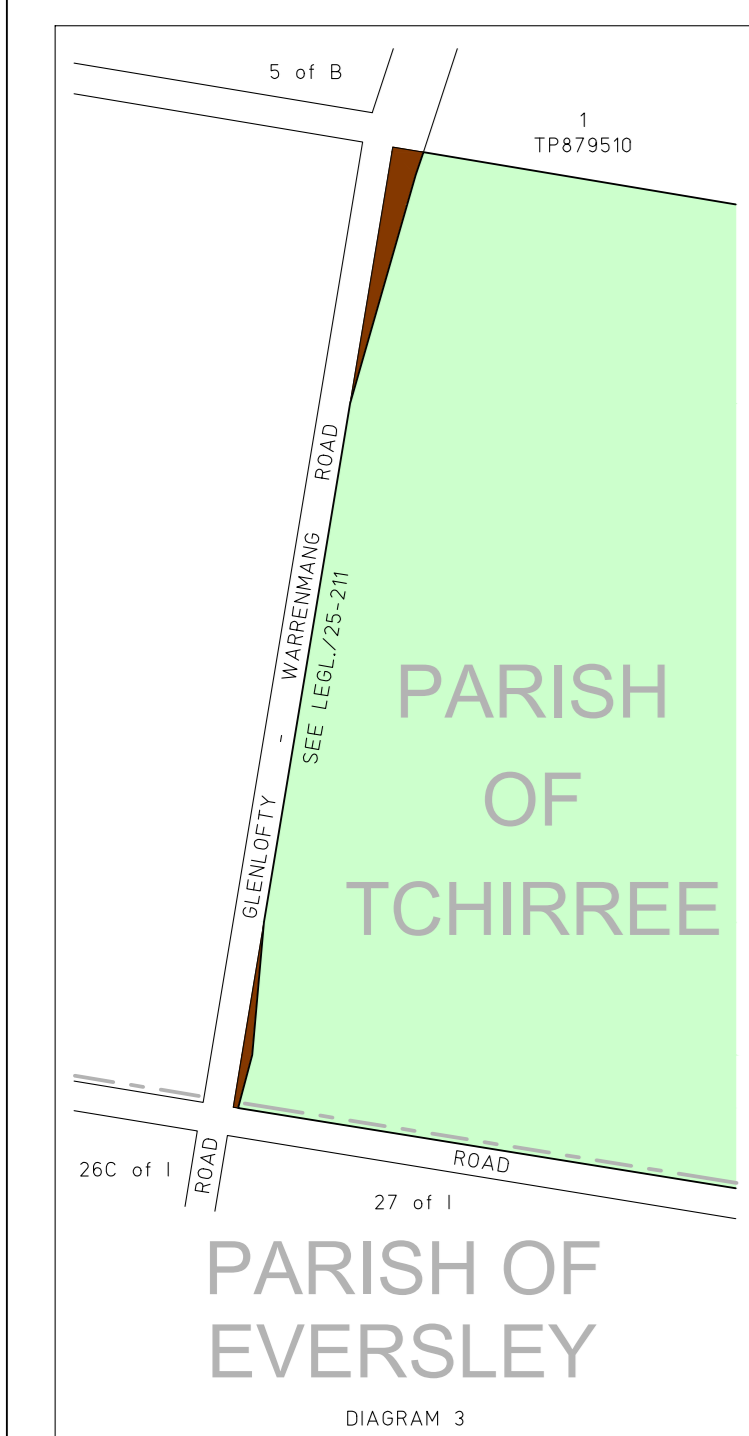 5 of B
1
TP879510
GLENLOFTY - WARRENMANG ROAD
SEE LEGL./25-211
PARISH
OF
TCHIRREE
26C of I
ROAD
ROAD
27 of I
PARISH OF
EVERSLEY
DIAGRAM 3